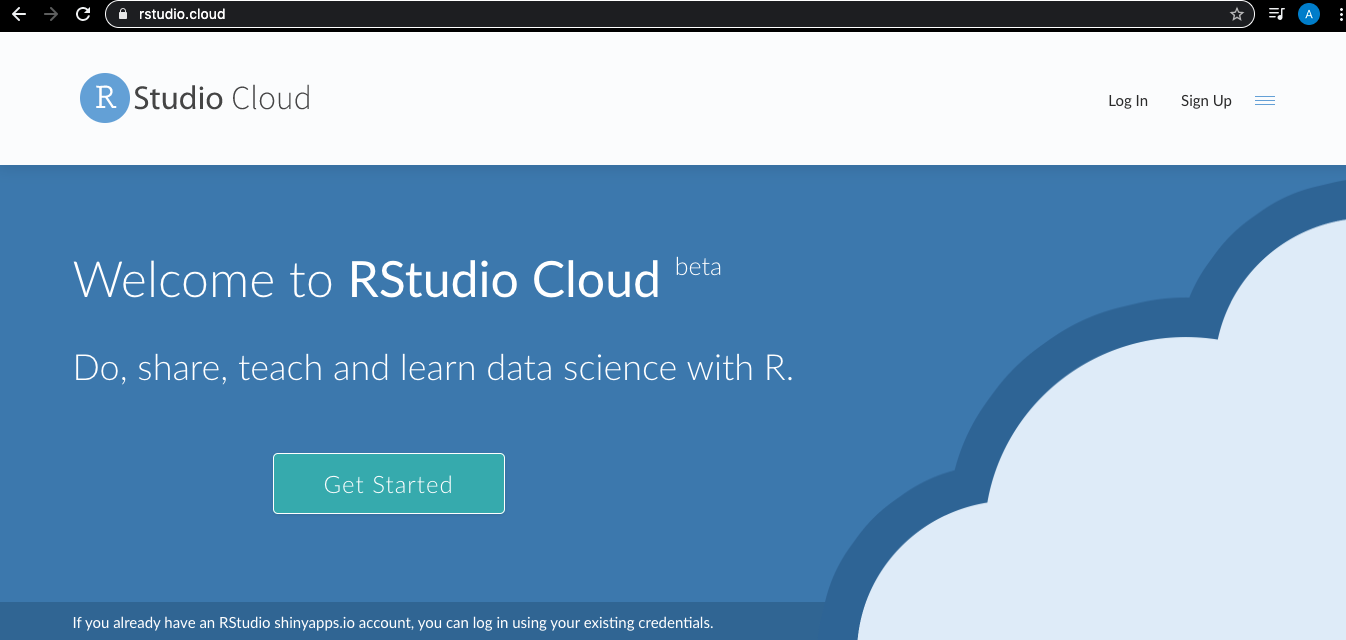 rstudio.cloud
A
R Studio Cloud
Log In
Sign Up
Welcome to RStudio Cloud beta
Do, share, teach and learn data science with R.
Get Started
If you already have an RStudio shinyapps.io account, you can log in using your existing credentials.